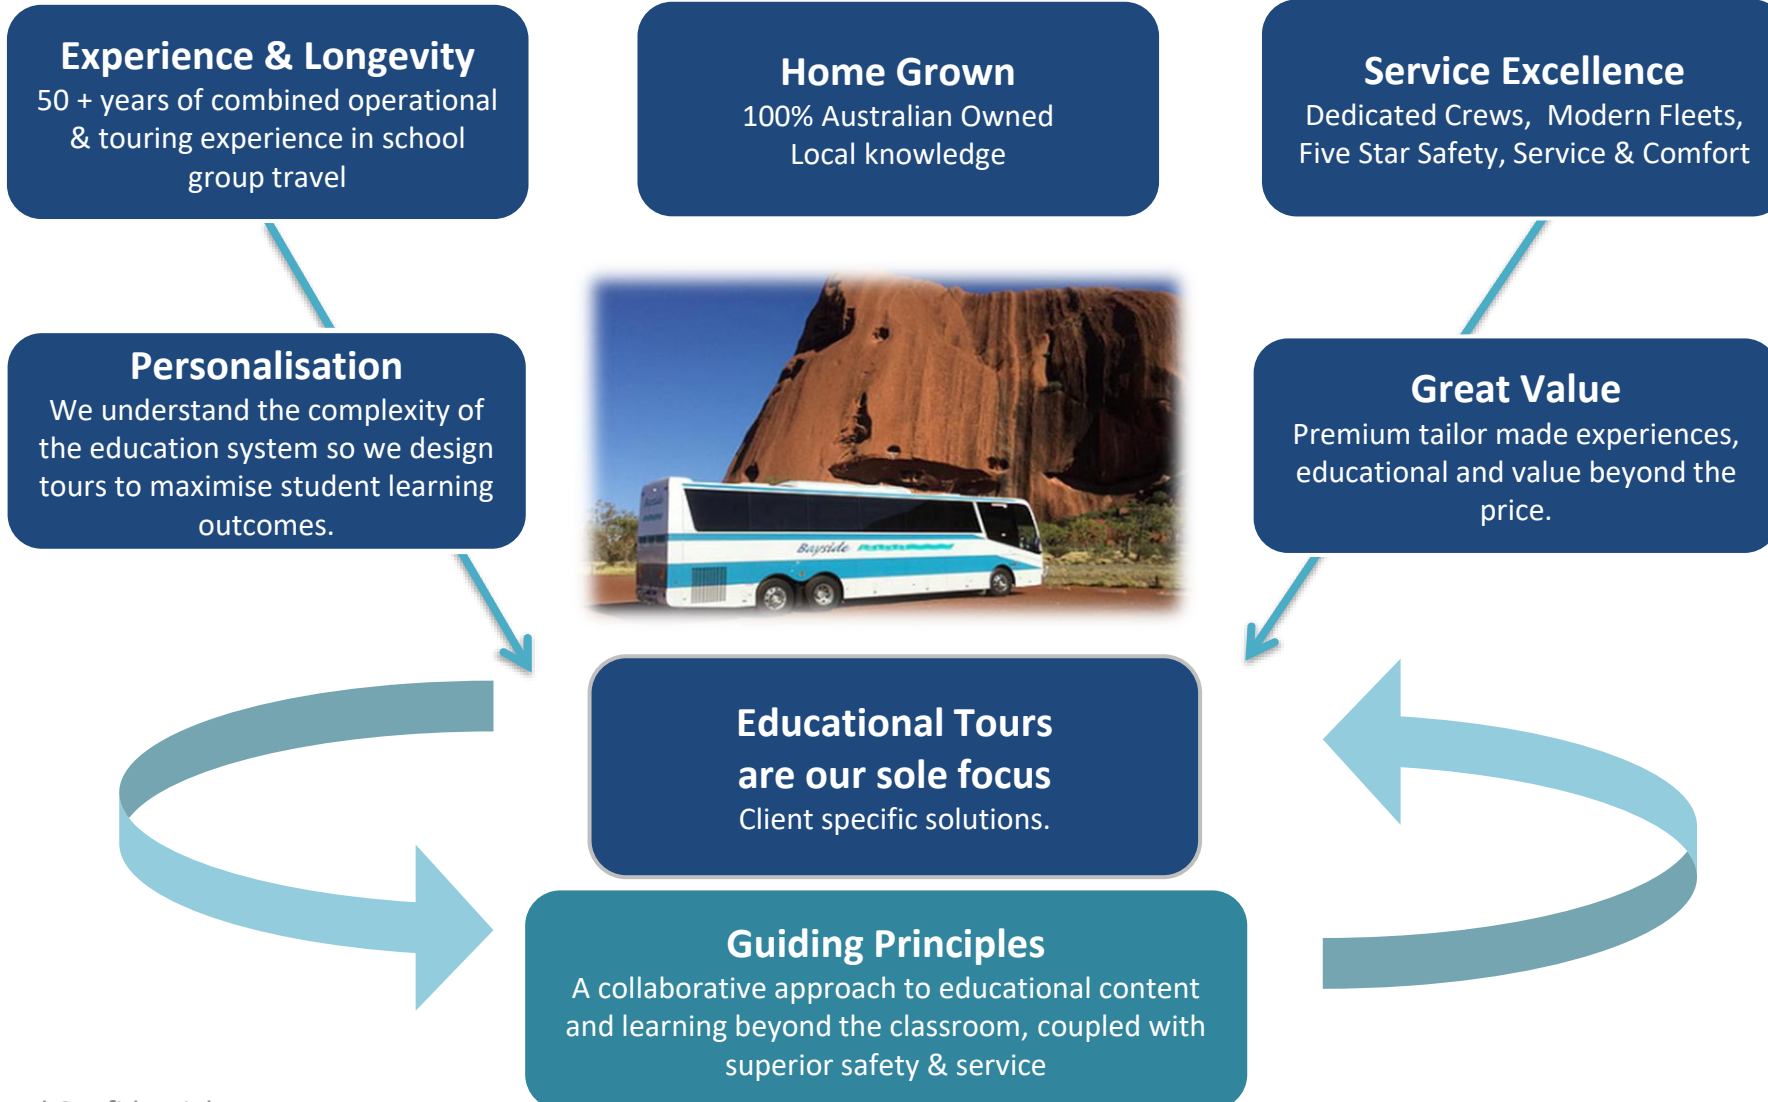 Experience & Longevity
50 + years of combined operational
& touring experience in school
group travel
Home Grown
100% Australian Owned
Local knowledge
Service Excellence
Dedicated Crews, Modern Fleets,
Five Star Safety, Service & Comfort
Personalisation
We understand the complexity of
the education system so we design
tours to maximise student learning
outcomes.
Great Value
Premium tailor made experiences,
educational and value beyond the
price.
Bayside
Educational Tours
are our sole focus
Client specific solutions.
Guiding Principles
A collaborative approach to educational content
and learning beyond the classroom, coupled with
superior safety & service